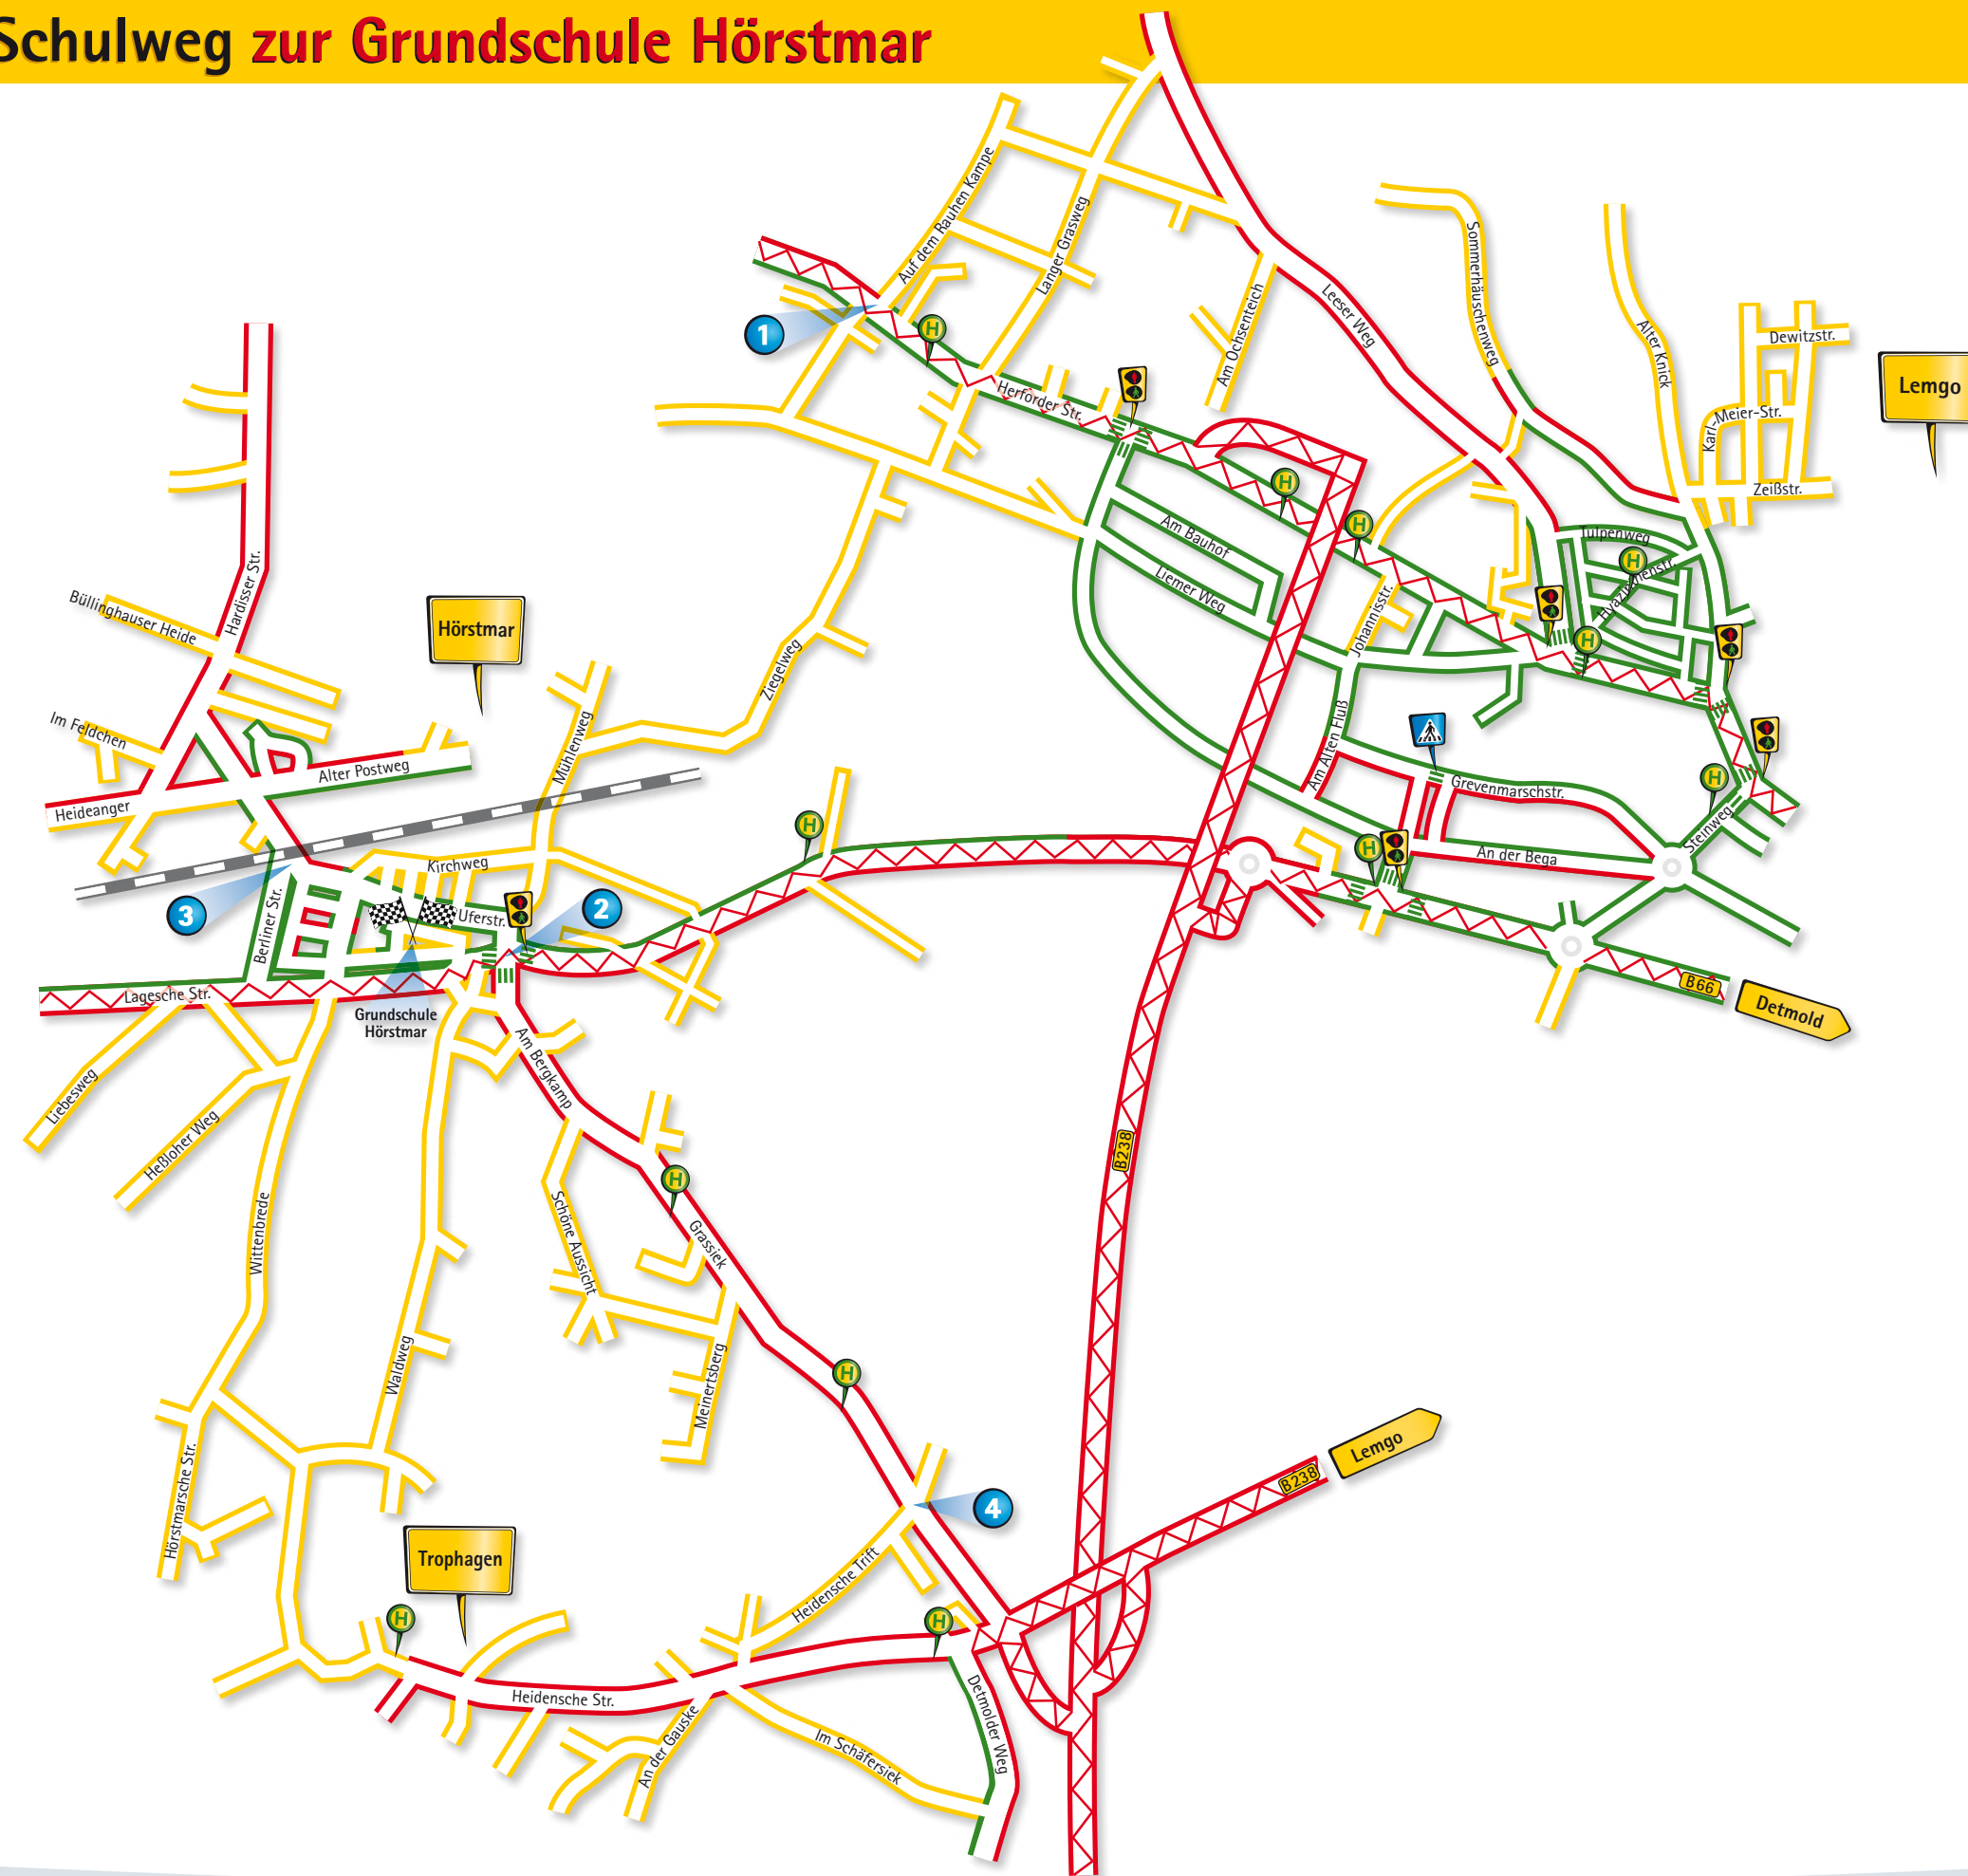 Schulweg zur Grundschule Hörstmar
Auf dem Rauhen Kampe
Langer Grasweg
Am Ochsenteich
Leeser Weg
Sommerhäuschenweg
Alter Knick
Dewitzstr.
Karl-Meier-Str.
Zeißstr.
Lemgo
1
H
Herforder Str.
H
H
Am Bauhof
Liemer Weg
Johannisstr.
Tulpenweg
H
Hyazinthenstr.
H
Hardisser Str.
Büllinghauser Heide
Hörstmar
Im Feldchen
Alter Postweg
Heideanger
Mühlenweg
Ziegelweg
Am Alten Fluß
Grevenmarschstr.
H
Steinweg
An der Bega
H
H
Kirchweg
Uferstr.
2
3
Berliner Str.
Lagesche Str.
Grundschule
Hörstmar
B66
Detmold
Am Bergkamp
Liebesweg
Heßloher Weg
Wittenbrede
Waldweg
Schöne Aussicht
H
Grassiek
B238
Meinertsberg
H
Lemgo
B238
4
Hörstmarsche Str.
Trophagen
H
Heidensche Trift
H
Heidensche Str.
An der Gauske
Im Schäfersiek
Detmolder Weg